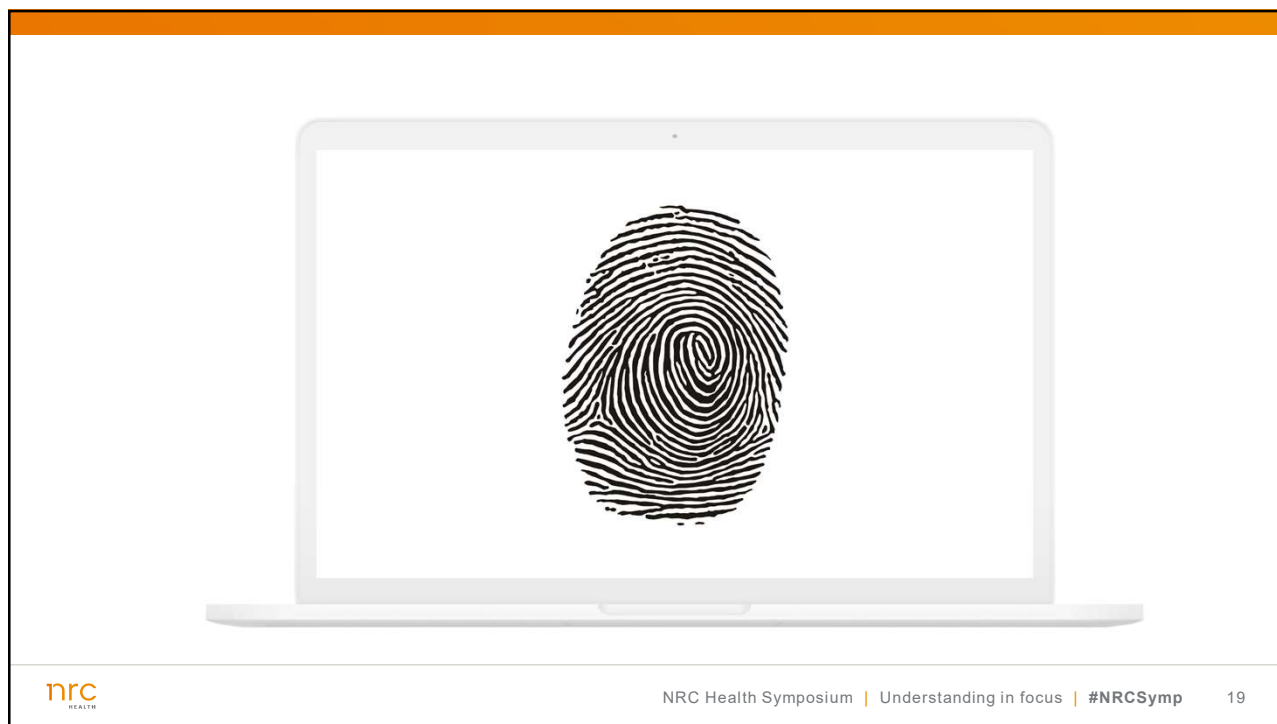 nrc
HEALTH
NRC Health Symposium | Understanding in focus | #NRCSymp 19